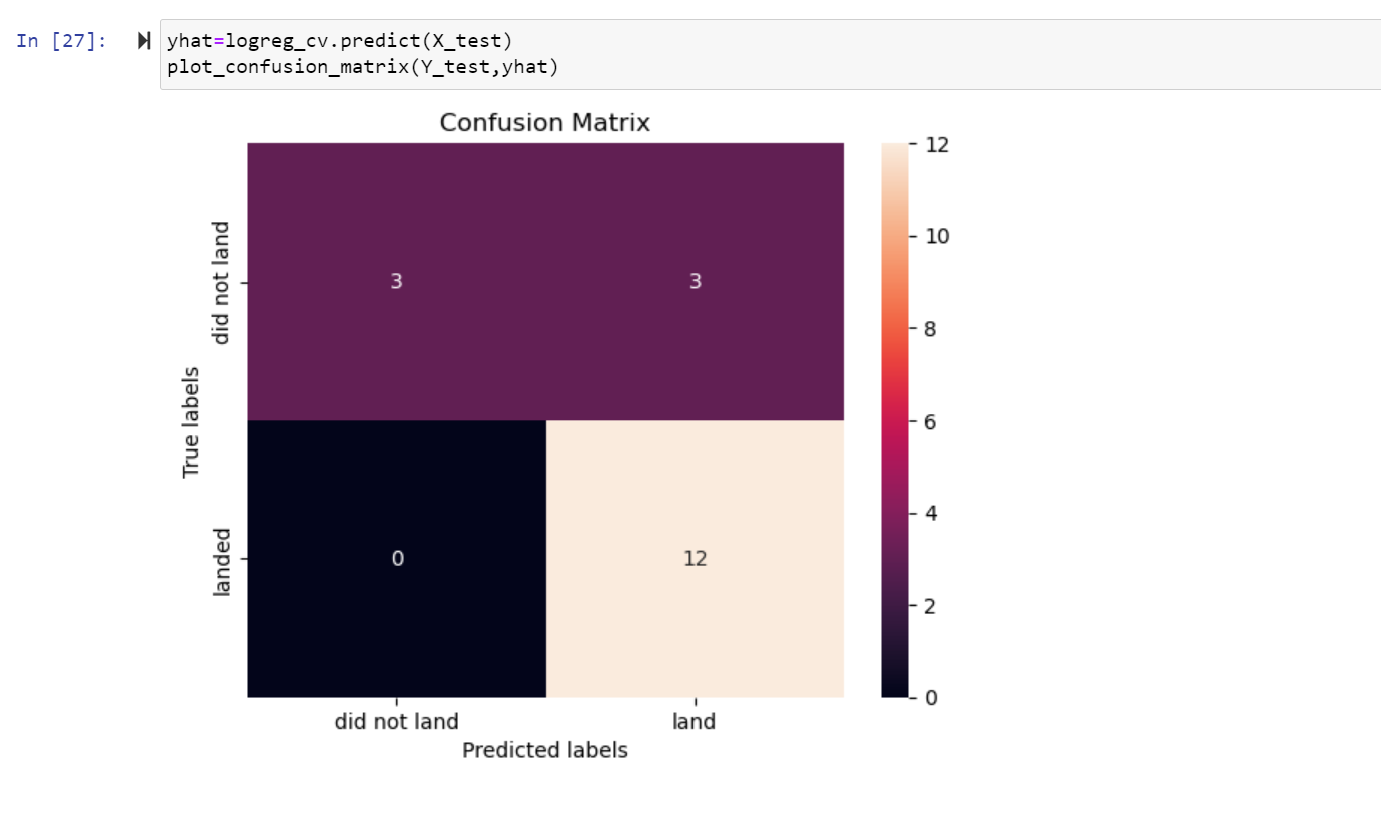 In [27]:
yhat=logreg_cv.predict(X_test)
plot_confusion_matrix(Y_test,yhat)
Confusion Matrix
True labels
did not land
landed
3 3
0 12
did not land land
Predicted labels
12
10
8
6
4
2
0